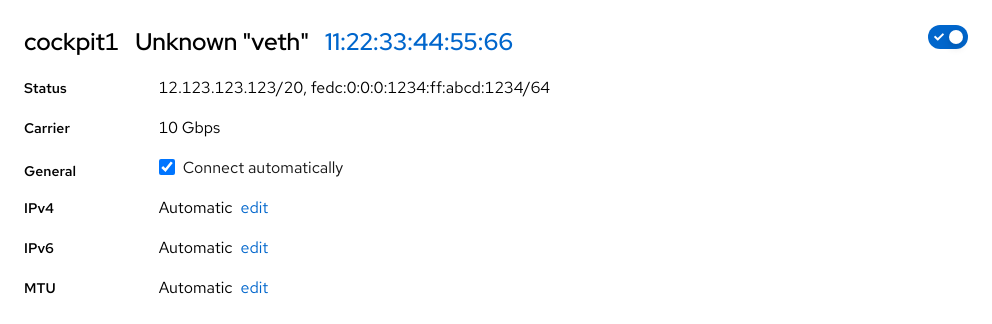 cockpit1 Unknown "veth" 11:22:33:44:55:66
Status 12.123.123.123/20, fedc:0:0:0:1234:ff:abcd:1234/64
Carrier 10 Gbps
General Connect automatically
IPv4 Automatic edit
IPv6 Automatic edit
MTU Automatic edit